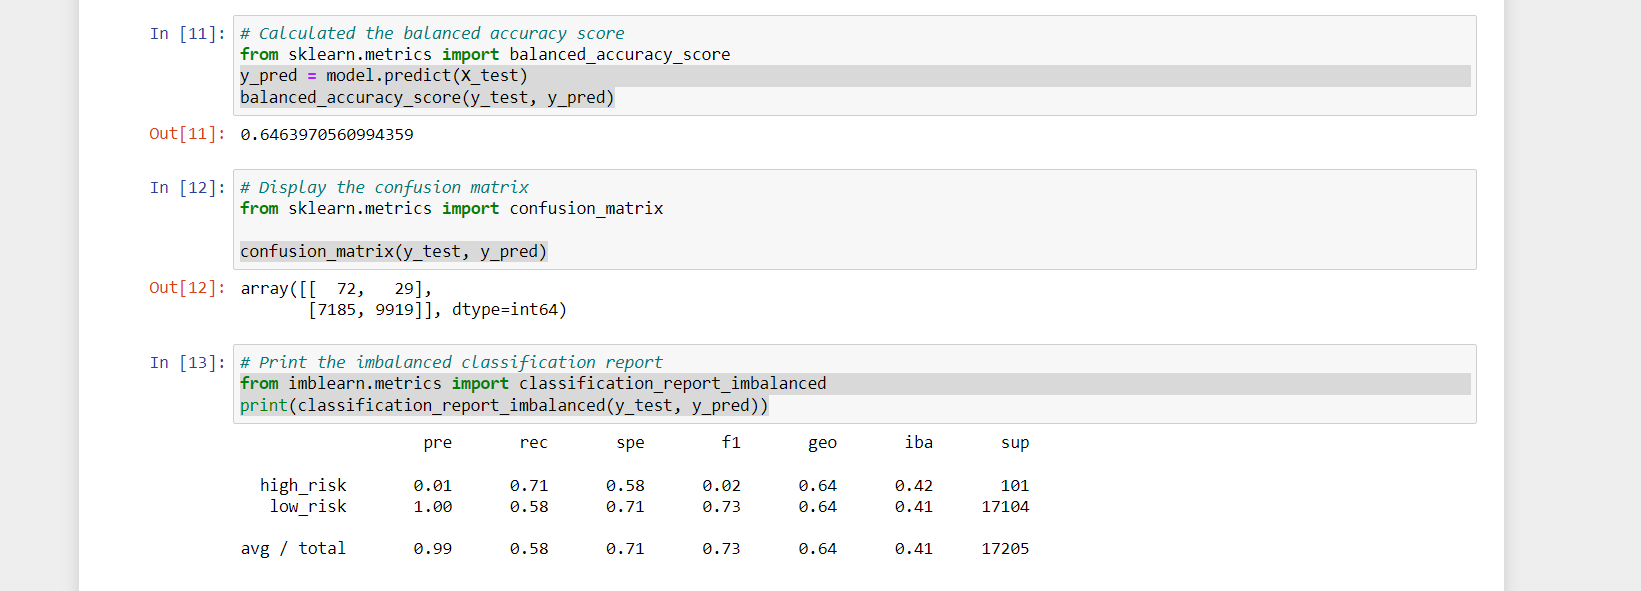 In [11]: # Calculated the balanced accuracy score
from sklearn.metrics import balanced_accuracy_score
y_pred = model.predict(X_test)
balanced_accuracy_score(y_test, y_pred)
Out[11]: 0.6463970560994359
In [12]: # Display the confusion matrix
from sklearn.metrics import confusion_matrix
confusion_matrix(y_test, y_pred)
Out[12]: array([[  72,   29],
       [7185, 9919]], dtype=int64)
In [13]: # Print the imbalanced classification report
from imblearn.metrics import classification_report_imbalanced
print(classification_report_imbalanced(y_test, y_pred))
pre rec spe f1 geo iba sup
high_risk 0.01 0.71 0.58 0.02 0.64 0.42 101
low_risk 1.00 0.58 0.71 0.73 0.64 0.41 17104
avg / total 0.99 0.58 0.71 0.73 0.64 0.41 17205